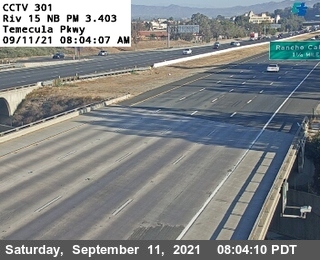 CCTV 301
Riv 15 NB PM 3.403
Temecula Pkwy
09/11/21 08:04:07 AM
Rancho
Saturday, September 11, 2021 08:04:10 PDT